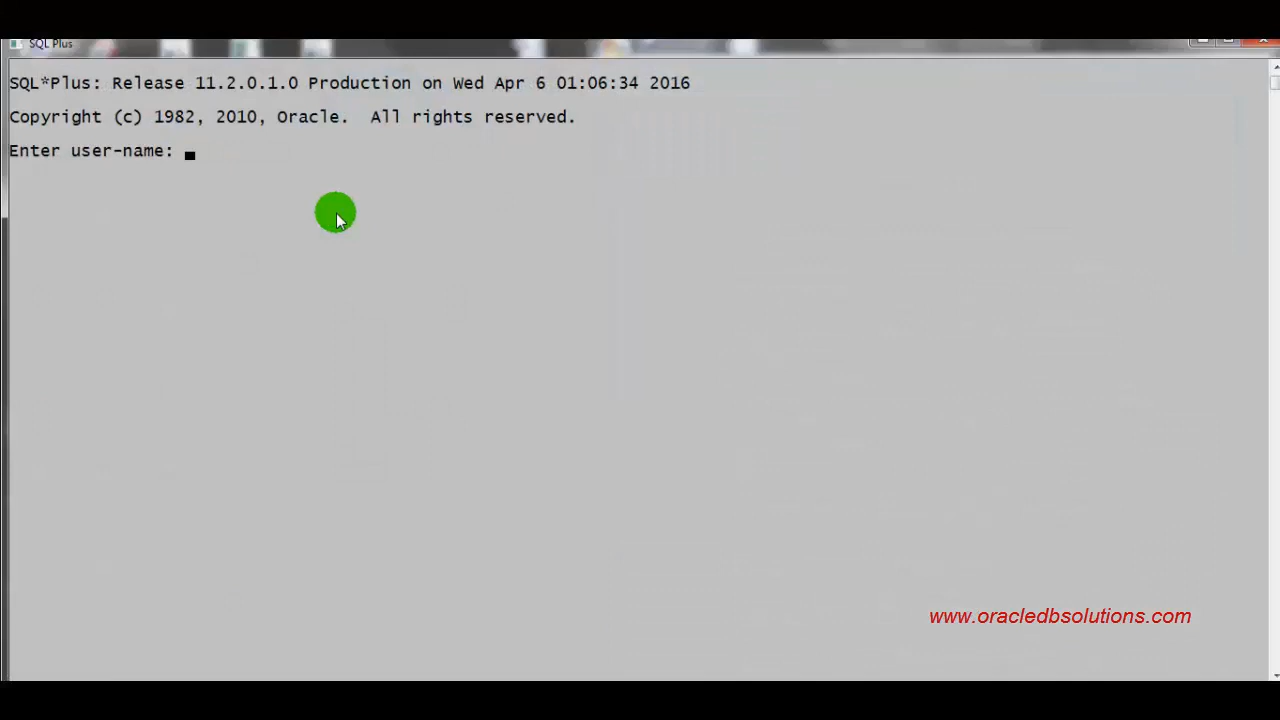 SQL Plus
SQL*Plus: Release 11.2.0.1.0 Production on Wed Apr 6 01:06:34 2016
Copyright (c) 1982, 2010, Oracle.  All rights reserved.
Enter user-name:
www.oracledbsolutions.com